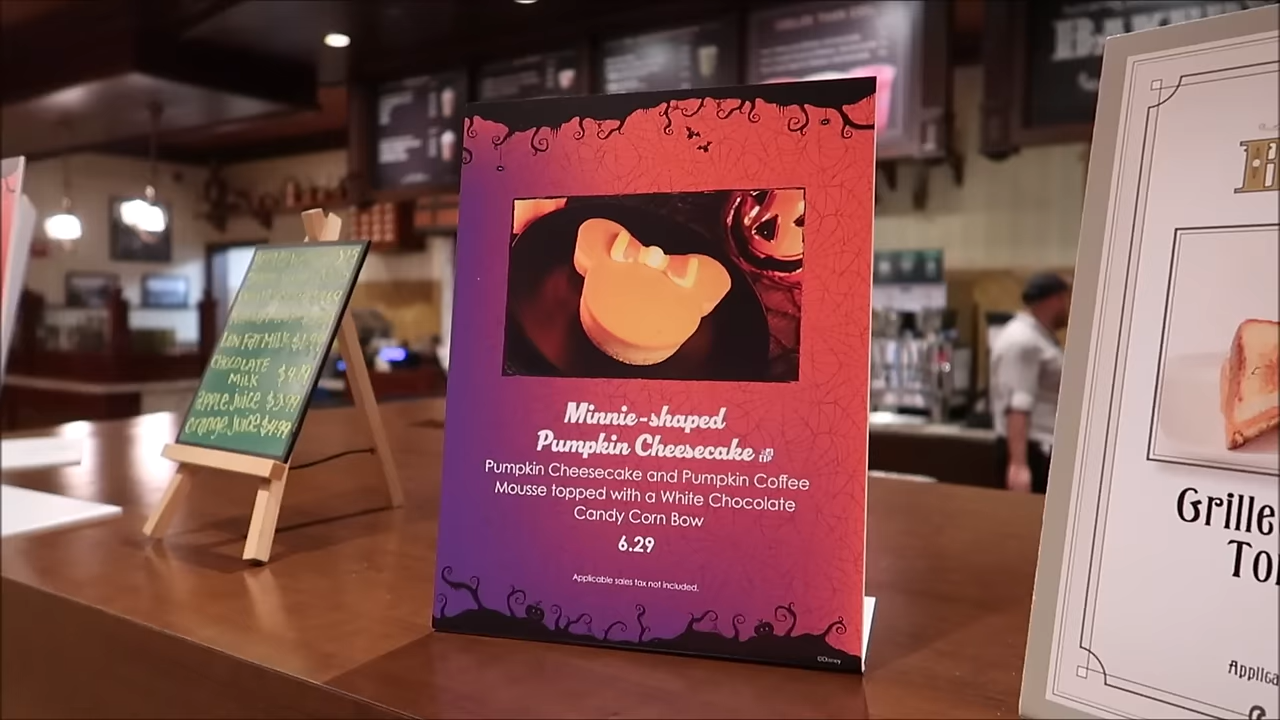 LOW FAT MILK $4.99
CHOCOLATE
MILK $4.19
apple Juice $3.99
orange Juice $4.99
Minnie-shaped
Pumpkin Cheesecake
Pumpkin Cheesecake and Pumpkin Coffee
Mousse topped with a White Chocolate
Candy Corn Bow
6.29
Applicable sales tax not included.
©Disney
Grille
To
Applica